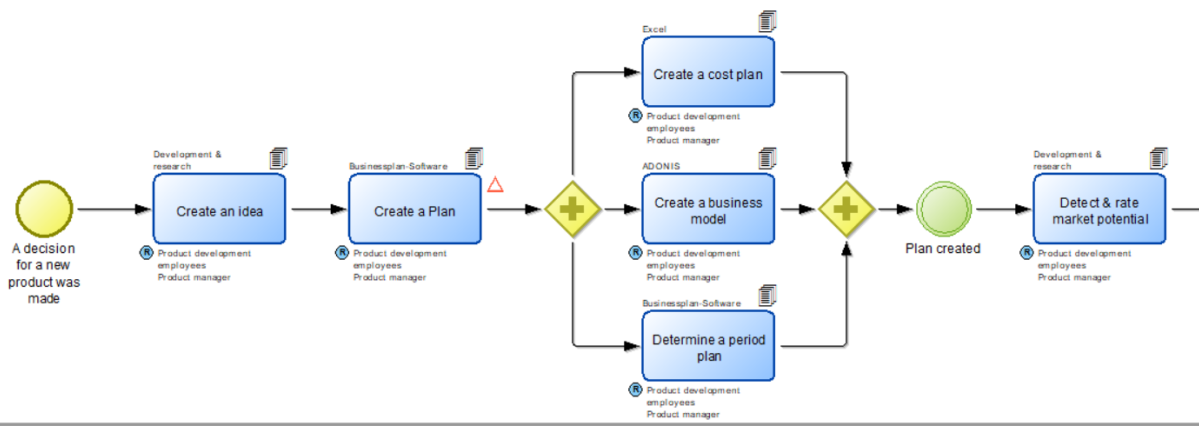 A decision
for a new
product was
made
Development &
research
Create an idea
R Product development
employees
Product manager
Businessplan-Software
Create a Plan
R Product development
employees
Product manager
Excel
Create a cost plan
R Product development
employees
Product manager
ADONIS
Create a business
model
R Product development
employees
Product manager
Businessplan-Software
Determine a period
plan
R Product development
employees
Product manager
Plan created
Development &
research
Detect & rate
market potential
R Product development
employees
Product manager